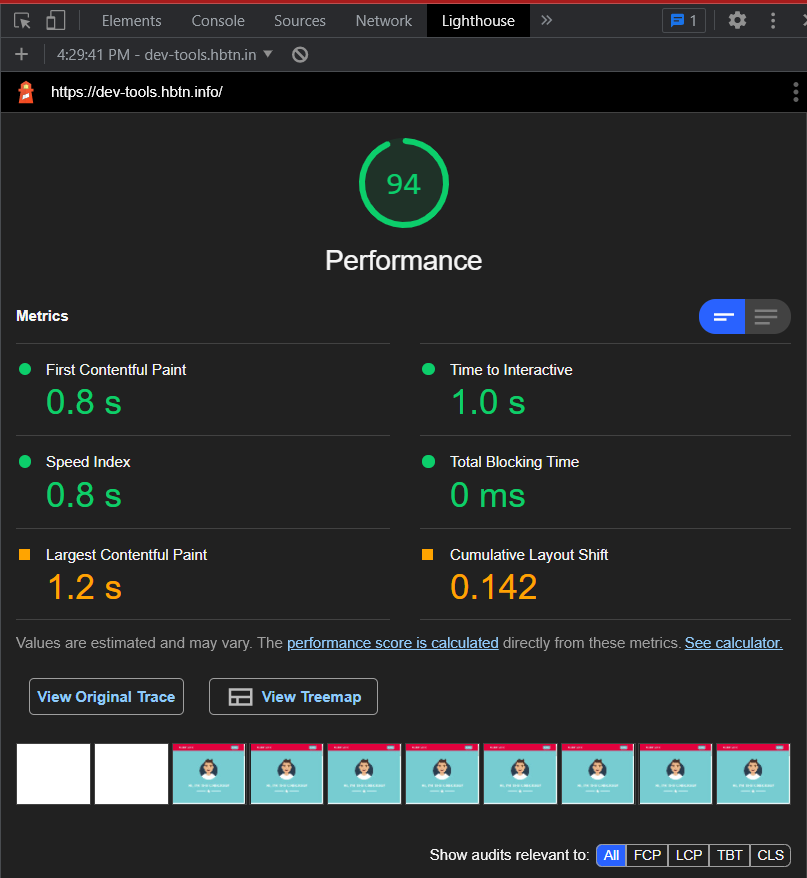 Elements Console Sources Network Lighthouse 1
4:29:41 PM - dev-tools.hbtn.in
https://dev-tools.hbtn.info/
94
Performance
Metrics
First Contentful Paint
0.8 s
Time to Interactive
1.0 s
Speed Index
0.8 s
Total Blocking Time
0 ms
Largest Contentful Paint
1.2 s
Cumulative Layout Shift
0.142
Values are estimated and may vary. The performance score is calculated directly from these metrics. See calculator.
View Original Trace View Treemap
Show audits relevant to: All FCP LCP TBT CLS